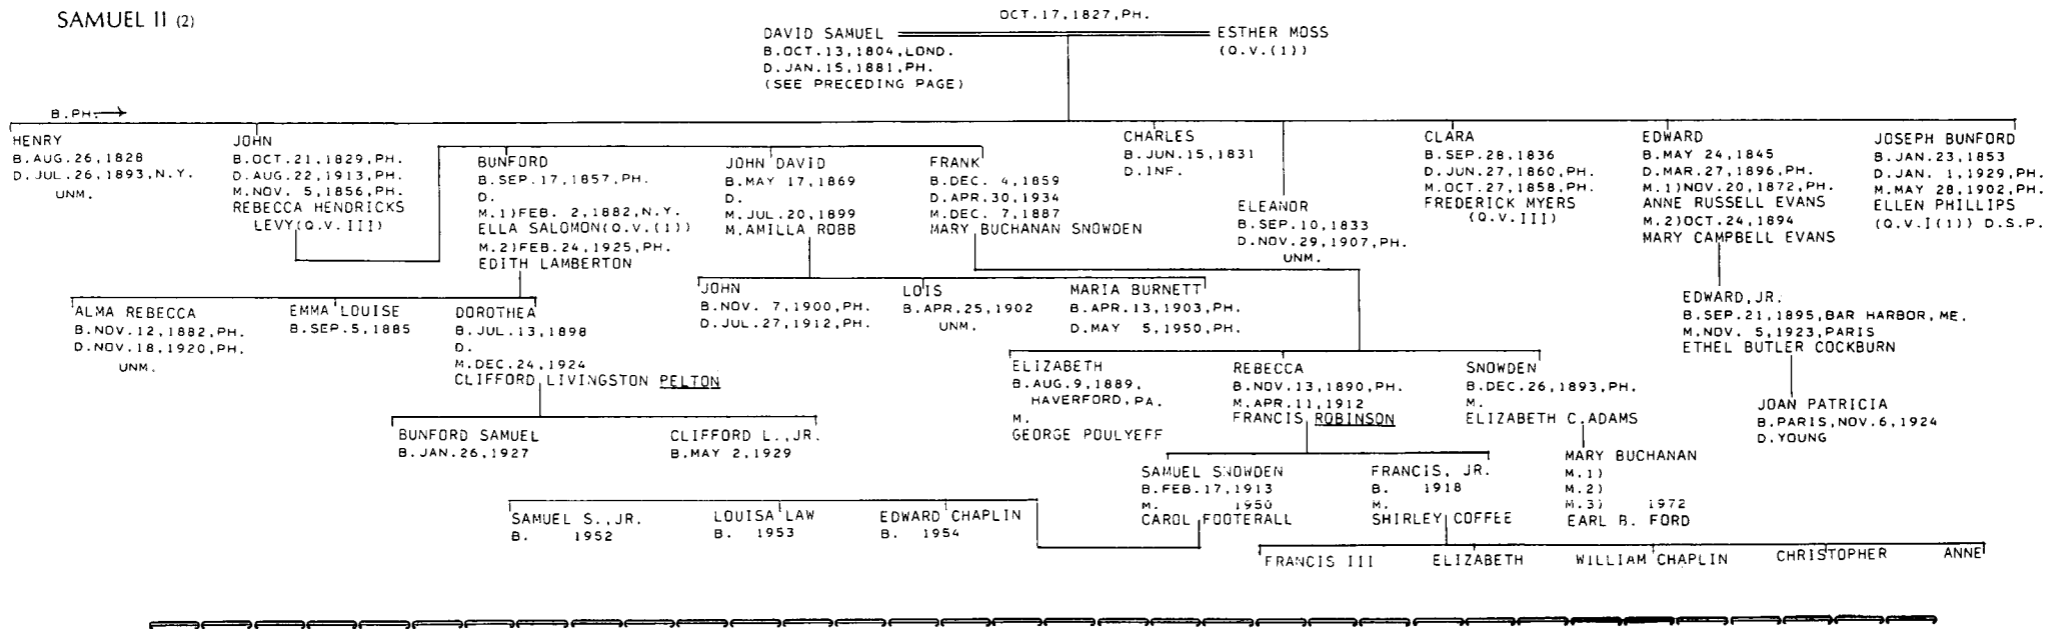 SAMUEL II (2)
OCT.17,1827,PH.
DAVID SAMUEL
B.OCT.13,1804,LOND.
D.JAN.15,1881,PH.
(SEE PRECEDING PAGE)
ESTHER MOSS
(Q.V.(1))
B.PH.
HENRY
B.AUG.26,1828
D.JUL.26,1893,N.Y.
UNM.
JOHN
B.OCT.21,1829,PH.
D.AUG.22,1913,PH.
M.NOV. 5,1856,PH.
REBECCA HENDRICKS
LEVY(Q.V.III)
BUNFORD
B.SEP.17,1857,PH.
D.
M.1)FEB. 2,1882,N.Y.
ELLA SALOMON(Q.V.(1))
M.2)FEB.24,1925,PH.
EDITH LAMBERTON
JOHN DAVID
B.MAY 17,1869
D.
M.JUL.20,1899
M.AMILLA ROBB
FRANK
B.DEC. 4,1859
D.APR.30,1934
M.DEC. 7,1887
MARY BUCHANAN SNOWDEN
CHARLES
B.JUN.15,1831
D.INF.
ELEANOR
B.SEP.10,1833
D.NOV.29,1907,PH.
UNM.
CLARA
B.SEP.28,1836
D.JUN.27,1860,PH.
M.OCT.27,1858,PH.
FREDERICK MYERS
(Q.V.III)
EDWARD
B.MAY 24,1845
D.MAR.27,1896,PH.
M.1)NOV.20,1872,PH.
ANNE RUSSELL EVANS
M.2)OCT.24,1894
MARY CAMPBELL EVANS
JOSEPH BUNFORD
B.JAN.23,1853
D.JAN. 1,1929,PH.
M.MAY 28,1902,PH.
ELLEN PHILLIPS
(Q.V.I(1)) D.S.P.
ALMA REBECCA
B.NOV.12,1882,PH.
D.NOV.18,1920,PH.
UNM.
EMMA LOUISE
B.SEP.5,1885
DOROTHEA
B.JUL.13,1898
D.
M.DEC.24,1924
CLIFFORD LIVINGSTON PELTON
JOHN
B.NOV. 7,1900,PH.
D.JUL.27,1912,PH.
LOIS
B.APR.25,1902
UNM.
MARIA BURNETT
B.APR.13,1903,PH.
D.MAY 5,1950,PH.
EDWARD,JR.
B.SEP.21,1895,BAR HARBOR,ME.
M.NOV. 5,1923,PARIS
ETHEL BUTLER COCKBURN
ELIZABETH
B.AUG.9,1889,
HAVERFORD,PA.
M.
GEORGE POULYEFF
REBECCA
B.NOV.13,1890,PH.
M.APR.11,1912
FRANCIS ROBINSON
SNOWDEN
B.DEC.26,1893,PH.
M.
ELIZABETH C.ADAMS
JOAN PATRICIA
B.PARIS,NOV.6,1924
D.YOUNG
BUNFORD SAMUEL
B.JAN.26,1927
CLIFFORD L.,JR.
B.MAY 2,1929
SAMUEL SNOWDEN
B.FEB.17,1913
M. 1950
CAROL FOOTERALL
FRANCIS, JR.
B. 1918
M.
SHIRLEY COFFEE
MARY BUCHANAN
M.1)
M.2)
M.3) 1972
EARL B. FORD
SAMUEL S.,JR.
B. 1952
LOUISA LAW
B. 1953
EDWARD CHAPLIN
B. 1954
FRANCIS III
ELIZABETH
WILLIAM CHAPLIN
CHRISTOPHER
ANNE